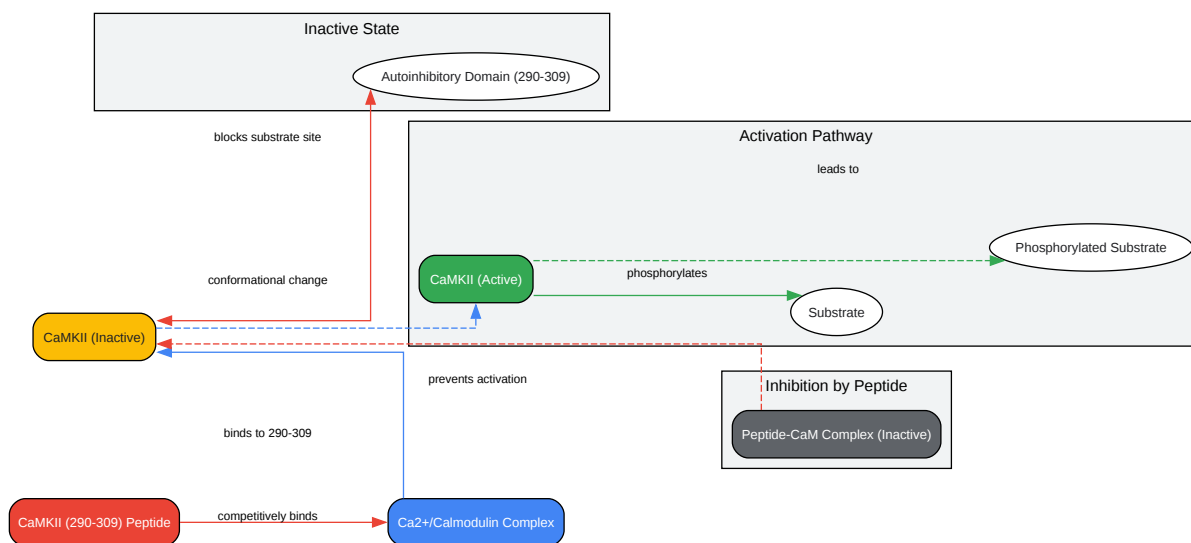 Inactive State
Autoinhibitory Domain (290-309)
blocks substrate site
Activation Pathway
leads to
Phosphorylated Substrate
conformational change
CaMKII (Active)
phosphorylates
Substrate
CaMKII (Inactive)
prevents activation
Inhibition by Peptide
binds to 290-309
Peptide-CaM Complex (Inactive)
CaMKII (290-309) Peptide
competitively binds
Ca2+/Calmodulin Complex